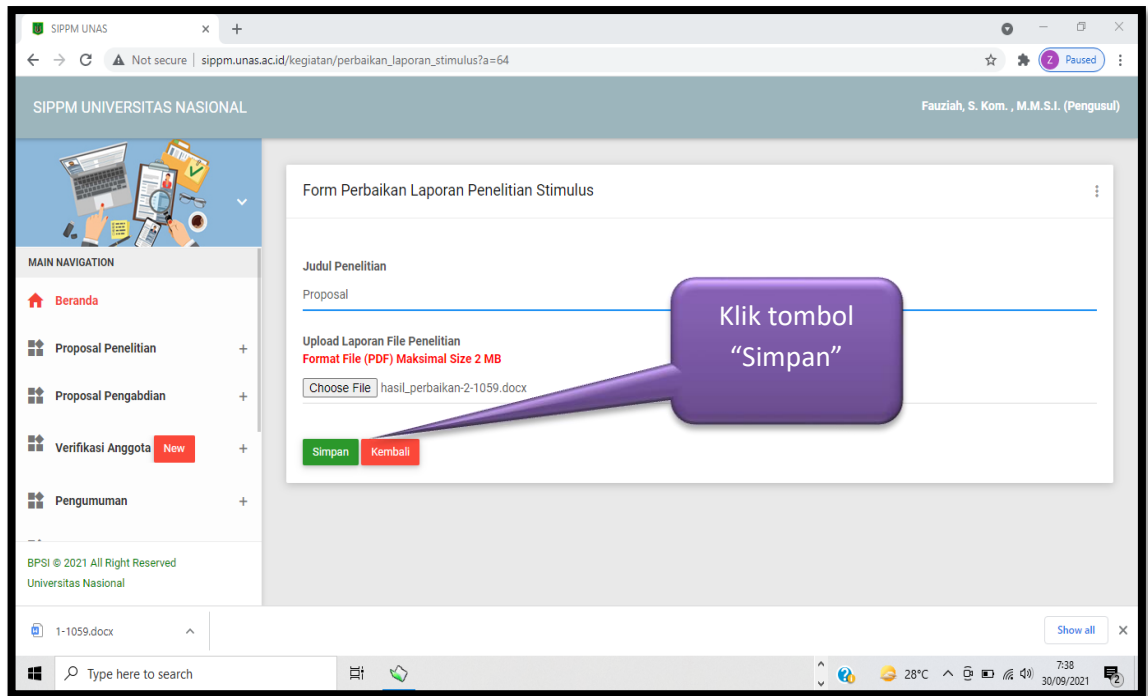 SIPPM UNAS
Not secure | sippm.unas.ac.id/kegiatan/perbaikan_laporan_stimulus?a=64
Z Paused
SIPPM UNIVERSITAS NASIONAL
Fauziah, S. Kom. , M.M.S.I. (Pengusul)
Form Perbaikan Laporan Penelitian Stimulus
MAIN NAVIGATION
Beranda
Proposal Penelitian +
Proposal Pengabdian +
Verifikasi Anggota New +
Pengumuman +
BPSI © 2021 All Right Reserved
Universitas Nasional
Judul Penelitian
Proposal
Upload Laporan File Penelitian
Format File (PDF) Maksimal Size 2 MB
Choose File hasil_perbaikan-2-1059.docx
Simpan Kembali
Klik tombol
“Simpan”
1-1059.docx
Show all
Type here to search
28°C
7:38
30/09/2021
2